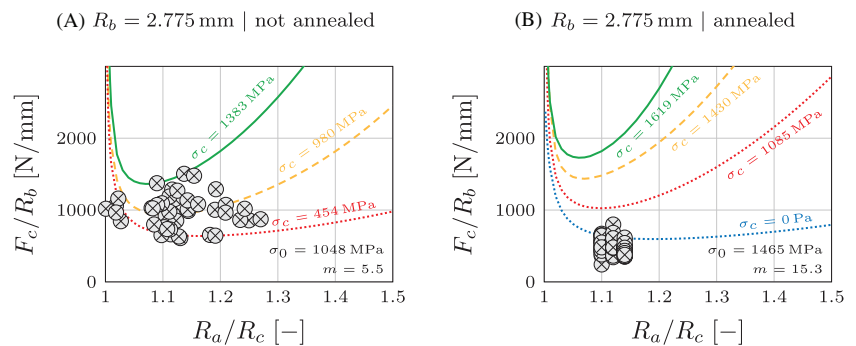 (A) R_b = 2.775 mm | not annealed
F_c/R_b [N/mm]
2000
1000
0
σ_c = 1383 MPa
σ_c = 980 MPa
σ_c = 454 MPa
σ_0 = 1048 MPa
m = 5.5
1 1.1 1.2 1.3 1.4 1.5
R_a/R_c [−]
(B) R_b = 2.775 mm | annealed
F_c/R_b [N/mm]
2000
1000
0
σ_c = 1619 MPa
σ_c = 1430 MPa
σ_c = 1085 MPa
σ_c = 0 Pa
σ_0 = 1465 MPa
m = 15.3
1 1.1 1.2 1.3 1.4 1.5
R_a/R_c [−]